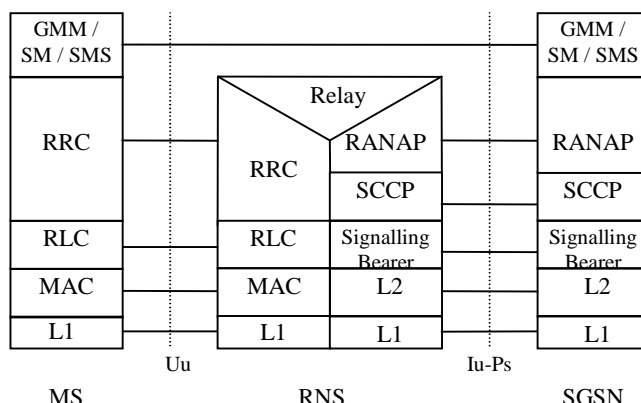 GMM /
SM / SMS
GMM /
SM / SMS
Relay
RRC
RRC
RANAP
RANAP
SCCP
SCCP
RLC
RLC
Signalling
Bearer
Signalling
Bearer
MAC
MAC
L2
L2
L1
L1
L1
L1
Uu
Iu-Ps
MS
RNS
SGSN